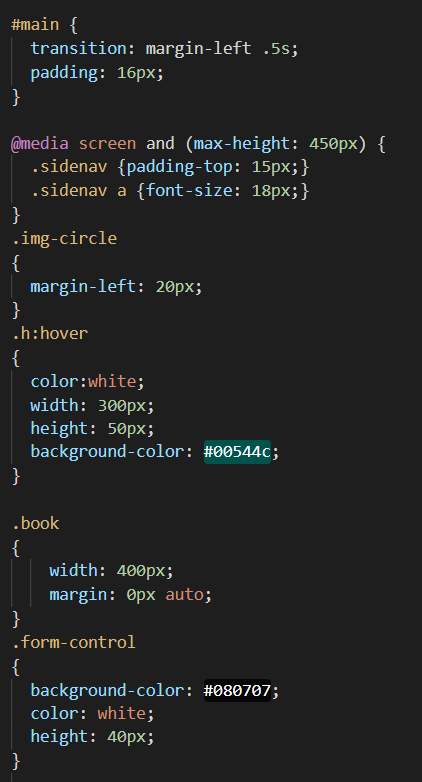 #main {
  transition: margin-left .5s;
  padding: 16px;
}

@media screen and (max-height: 450px) {
  .sidenav {padding-top: 15px;}
  .sidenav a {font-size: 18px;}
}
.img-circle
{
  margin-left: 20px;
}
.h:hover
{
  color:white;
  width: 300px;
  height: 50px;
  background-color: #00544c;
}

.book
{
    width: 400px;
    margin: 0px auto;
}
.form-control
{
  background-color: #080707;
  color: white;
  height: 40px;
}